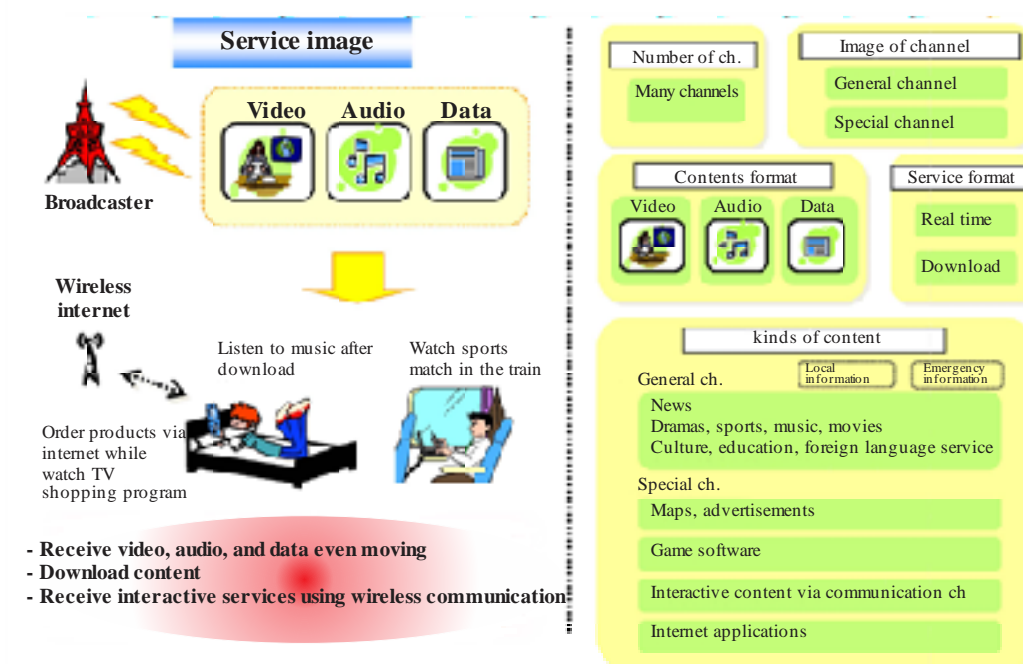 Service image
Video Audio Data
Broadcaster
Wireless
internet
Listen to music after
download
Watch sports
match in the train
Order products via
internet while
watch TV
shopping program
- Receive video, audio, and data even moving
- Download content
- Receive interactive services using wireless communication
Number of ch.
Many channels
Image of channel
General channel
Special channel
Contents format
Video Audio Data
Service format
Real time
Download
kinds of content
General ch.
Local
information
Emergency
information
News
Dramas, sports, music, movies
Culture, education, foreign language service
Special ch.
Maps, advertisements
Game software
Interactive content via communication ch
Internet applications